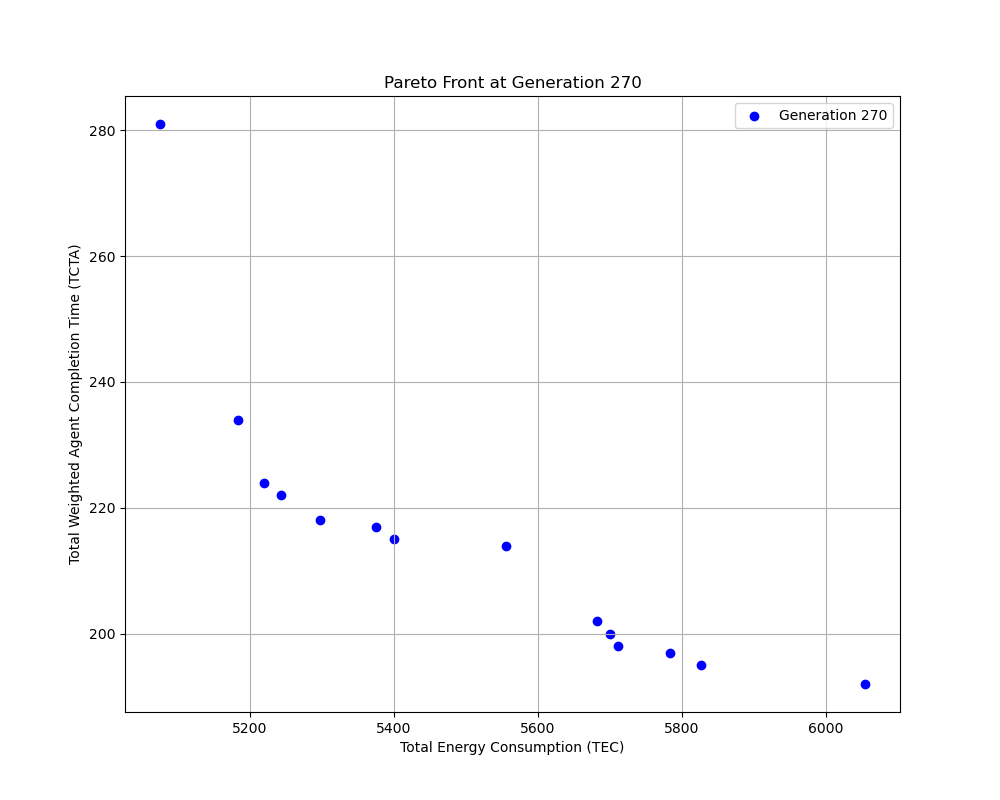 Pareto Front at Generation 270
Generation 270
280
260
240
220
200
Total Weighted Agent Completion Time (TCTA)
5200 5400 5600 5800 6000
Total Energy Consumption (TEC)